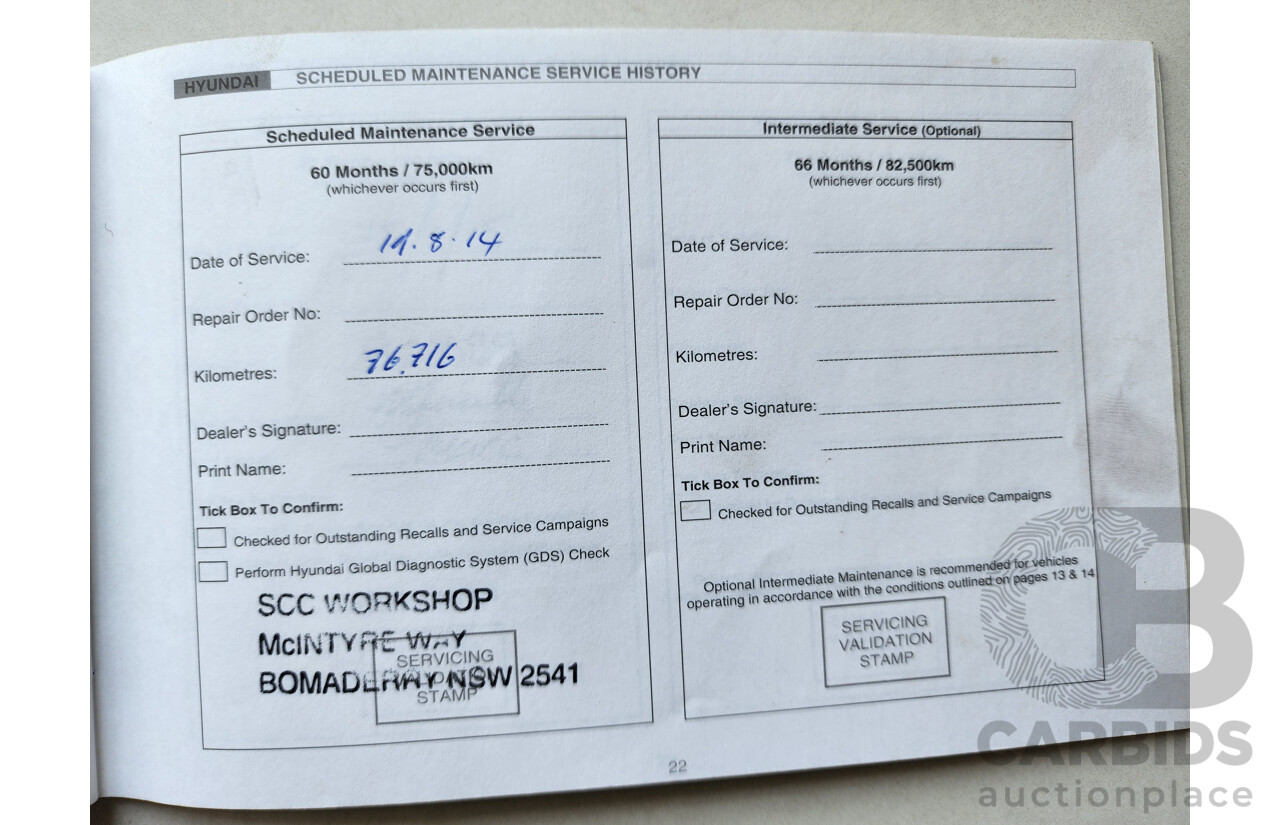 HYUNDAI SCHEDULED MAINTENANCE SERVICE HISTORY
Scheduled Maintenance Service
60 Months / 75,000km
(whichever occurs first)
Date of Service:
Repair Order No:
Kilometres: 76,716
Dealer's Signature:
Print Name:
Tick Box To Confirm:
Checked for Outstanding Recalls and Service Campaigns
Perform Hyundai Global Diagnostic System (GDS) Check
SCC WORKSHOP
McINTYRE WAY
BOMADERRY NSW 2541
SERVICING
VALIDATION
STAMP
Intermediate Service (Optional)
66 Months / 82,500km
(whichever occurs first)
Date of Service:
Repair Order No:
Kilometres:
Dealer's Signature:
Print Name:
Tick Box To Confirm:
Checked for Outstanding Recalls and Service Campaigns
Optional Intermediate Maintenance is recommended for vehicles
operating in accordance with the conditions outlined on pages 13 & 14
SERVICING
VALIDATION
STAMP
22
CB
CARBIDS
auctionplace